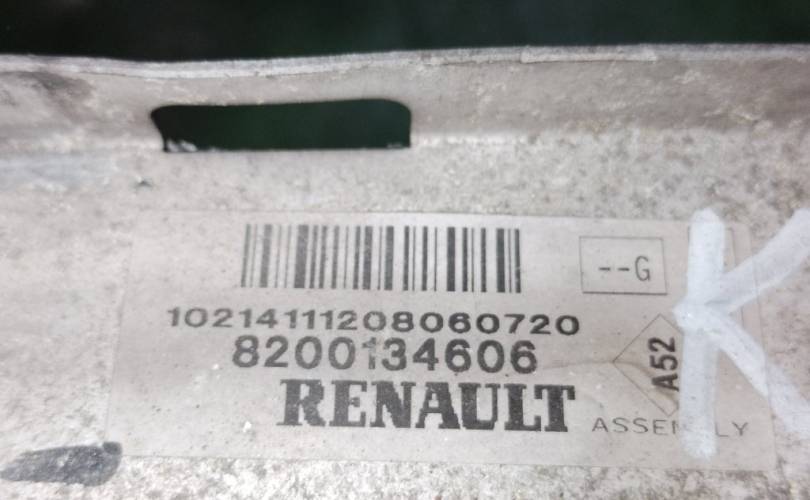 --G
10214111208060720
8200134606
A52
RENAULT ASSEMBLY
K